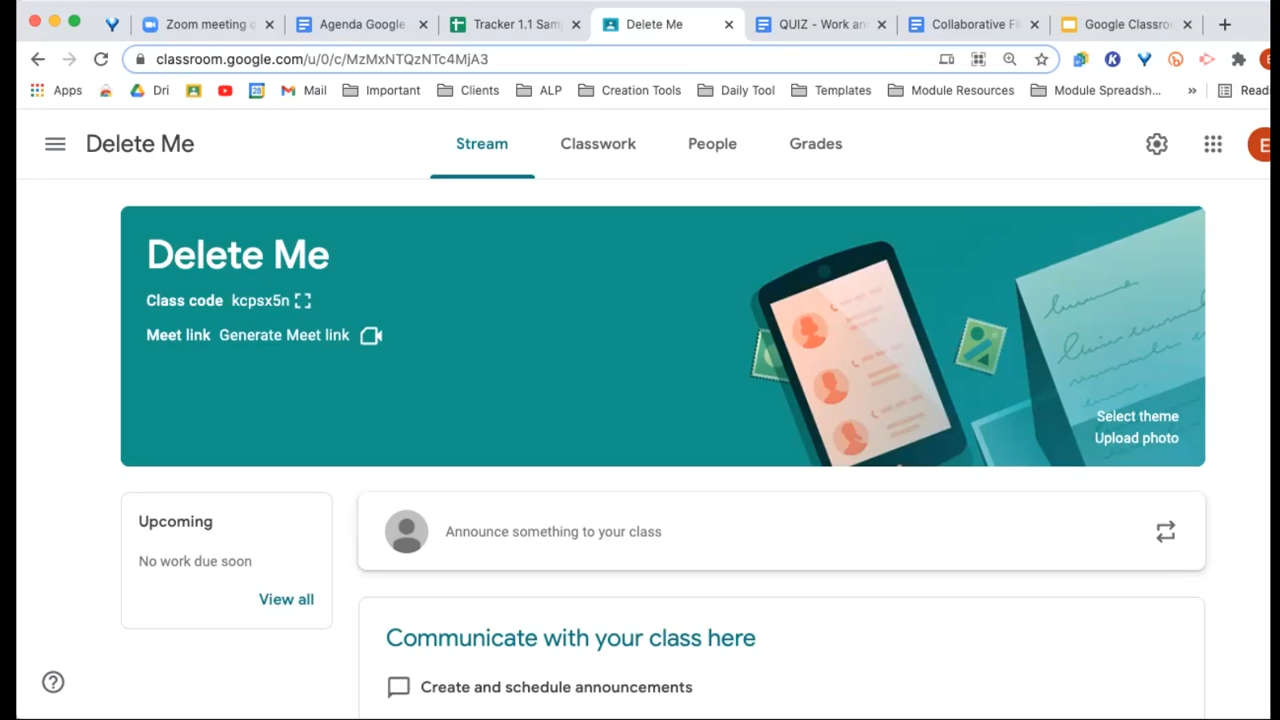 Zoom meeting
Agenda Google
Tracker 1.1 Sam
Delete Me
QUIZ - Work an
Collaborative Fi
Google Classro
classroom.google.com/u/0/c/MzMxNTQzNTc4MjA3
Apps
Dri
28
Mail
Important
Clients
ALP
Creation Tools
Daily Tool
Templates
Module Resources
Module Spreadsh...
»
Read
Delete Me
Stream
Classwork
People
Grades
E
Delete Me
Class code kcpsx5n
Meet link Generate Meet link
Select theme
Upload photo
Upcoming
No work due soon
View all
Announce something to your class
Communicate with your class here
Create and schedule announcements